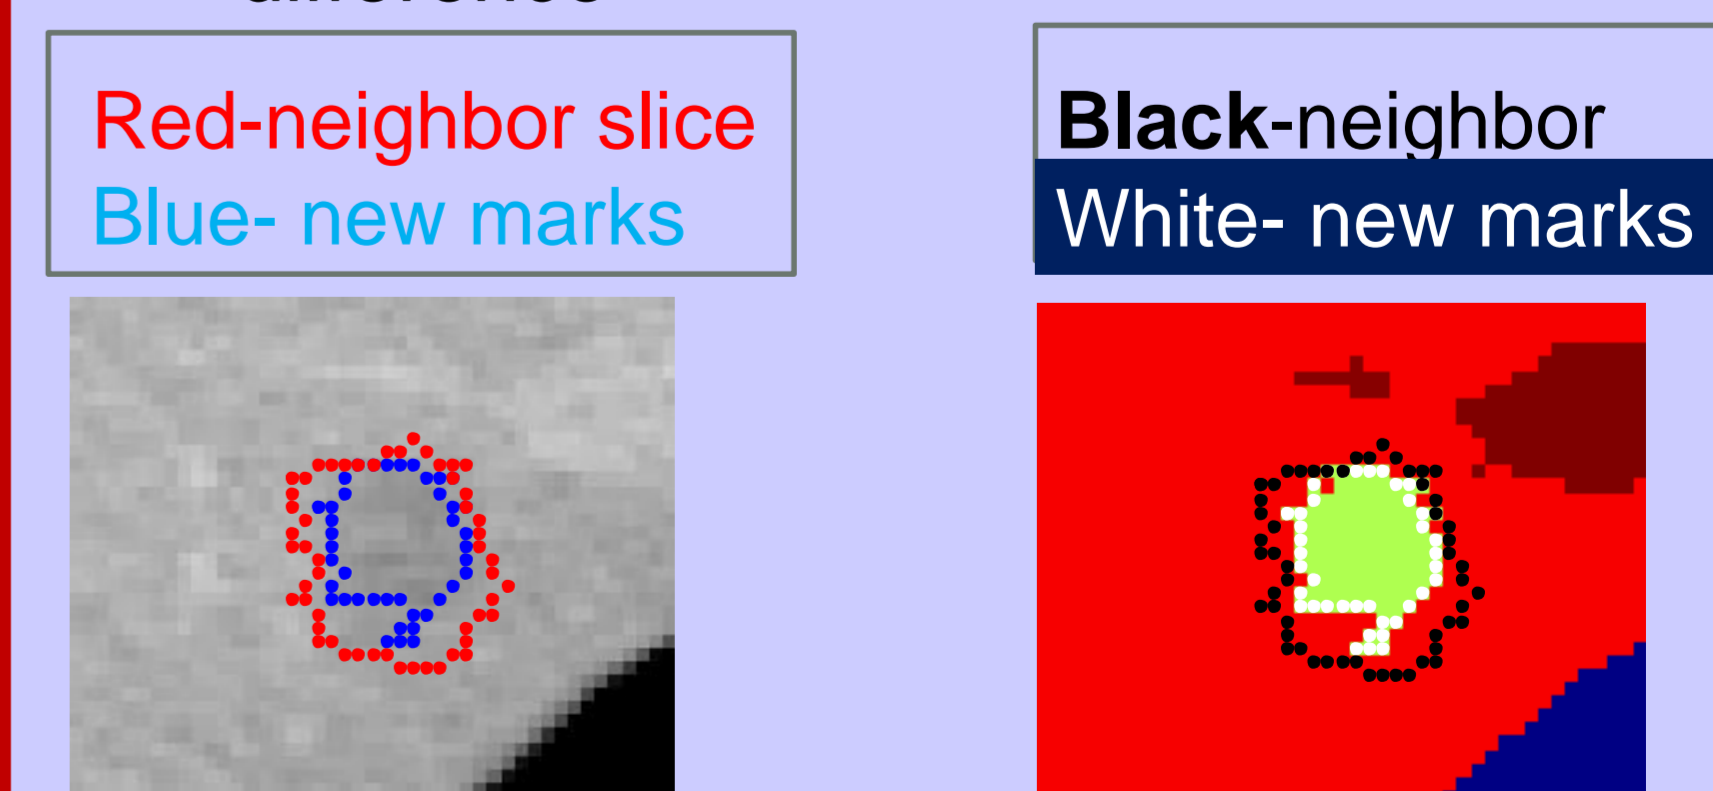 Red-neighbor slice
Blue- new marks
Black-neighbor
White- new marks